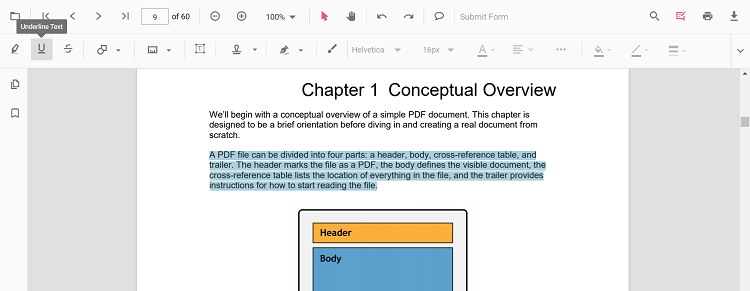 9 of 60 100% Submit Form
Underline Text
U S T Helvetica 16px A
Chapter 1 Conceptual Overview
We'll begin with a conceptual overview of a simple PDF document. This chapter is
designed to be a brief orientation before diving in and creating a real document from
scratch.
A PDF file can be divided into four parts: a header, body, cross-reference table, and
trailer. The header marks the file as a PDF, the body defines the visible document, the
cross-reference table lists the location of everything in the file, and the trailer provides
instructions for how to start reading the file.
Header
Body